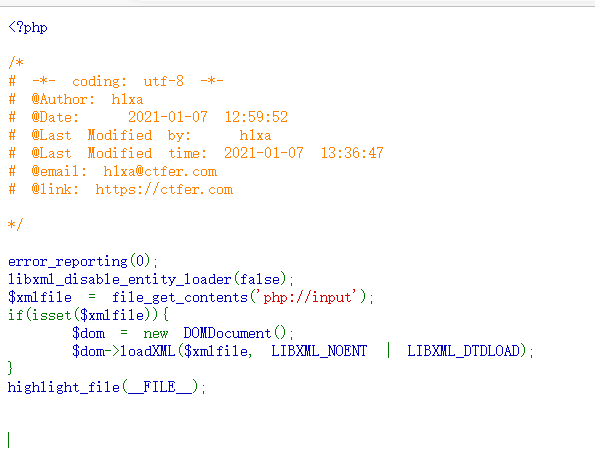 <?php
/*
# -*- coding: utf-8 -*-
# @Author: h1xa
# @Date: 2021-01-07 12:59:52
# @Last Modified by: h1xa
# @Last Modified time: 2021-01-07 13:36:47
# @email: h1xa@ctfer.com
# @link: https://ctfer.com
*/
error_reporting(0);
libxml_disable_entity_loader(false);
$xmlfile = file_get_contents('php://input');
if(isset($xmlfile)){
$dom = new DOMDocument();
$dom->loadXML($xmlfile, LIBXML_NOENT | LIBXML_DTDLOAD);
}
highlight_file(__FILE__);